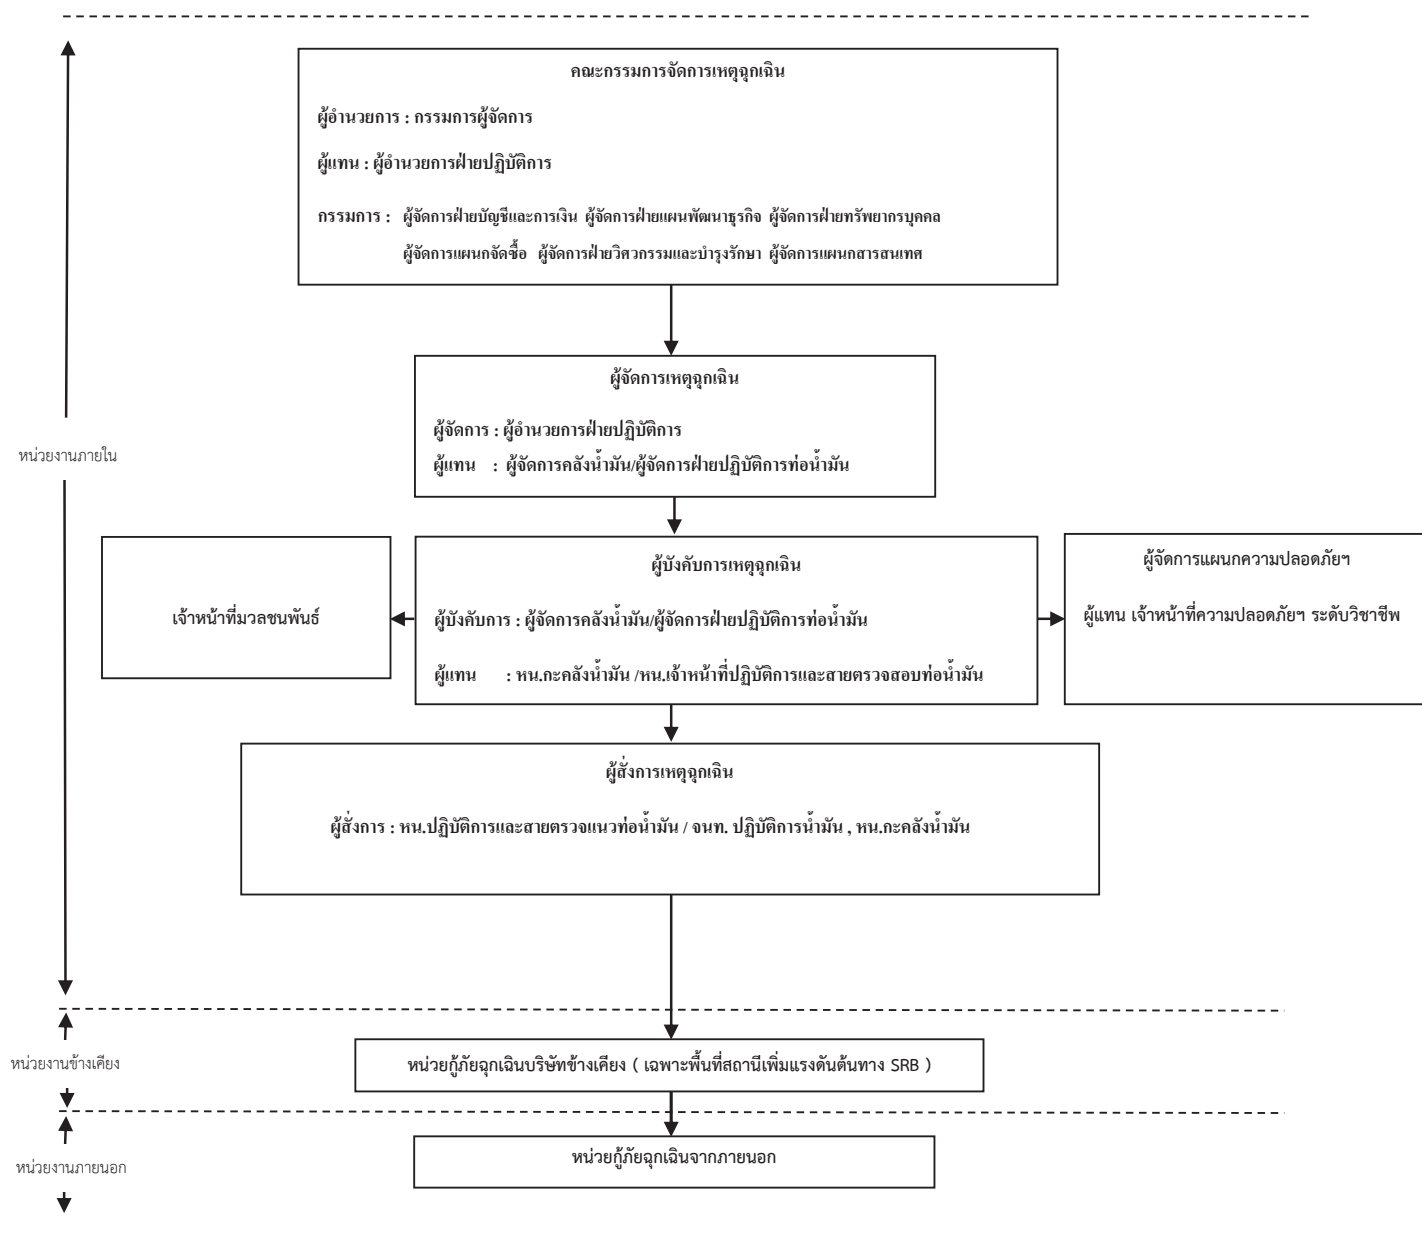 คณะกรรมการจัดการเหตุฉุกเฉิน
ผู้อำนวยการ : กรรมการผู้จัดการ
ผู้แทน : ผู้อำนวยการฝ่ายปฏิบัติการ
กรรมการ : ผู้จัดการฝ่ายบัญชีและการเงิน ผู้จัดการฝ่ายแผนพัฒนาธุรกิจ ผู้จัดการฝ่ายทรัพยากรบุคคล
ผู้จัดการแผนกจัดซื้อ ผู้จัดการฝ่ายวิศวกรรมและบำรุงรักษา ผู้จัดการแผนกสารสนเทศ
ผู้จัดการเหตุฉุกเฉิน
ผู้จัดการ : ผู้อำนวยการฝ่ายปฏิบัติการ
ผู้แทน : ผู้จัดการคลังน้ำมัน/ผู้จัดการฝ่ายปฏิบัติการท่อน้ำมัน
หน่วยงานภายใน
เจ้าหน้าที่มวลชนพันธ์
ผู้บังคับการเหตุฉุกเฉิน
ผู้บังคับการ : ผู้จัดการคลังน้ำมัน/ผู้จัดการฝ่ายปฏิบัติการท่อน้ำมัน
ผู้แทน : หน.กะคลังน้ำมัน /หน.เจ้าหน้าที่ปฏิบัติการและสายตรวจสอบท่อน้ำมัน
ผู้จัดการแผนกความปลอดภัยฯ
ผู้แทน เจ้าหน้าที่ความปลอดภัยฯ ระดับวิชาชีพ
ผู้สั่งการเหตุฉุกเฉิน
ผู้สั่งการ : หน.ปฏิบัติการและสายตรวจแนวท่อน้ำมัน / จนท. ปฏิบัติการน้ำมัน , หน.กะคลังน้ำมัน
หน่วยงานข้างเคียง
หน่วยกู้ภัยฉุกเฉินบริษัทข้างเคียง ( เฉพาะพื้นที่สถานีเพิ่มแรงดันต้นทาง SRB )
หน่วยงานภายนอก
หน่วยกู้ภัยฉุกเฉินจากภายนอก